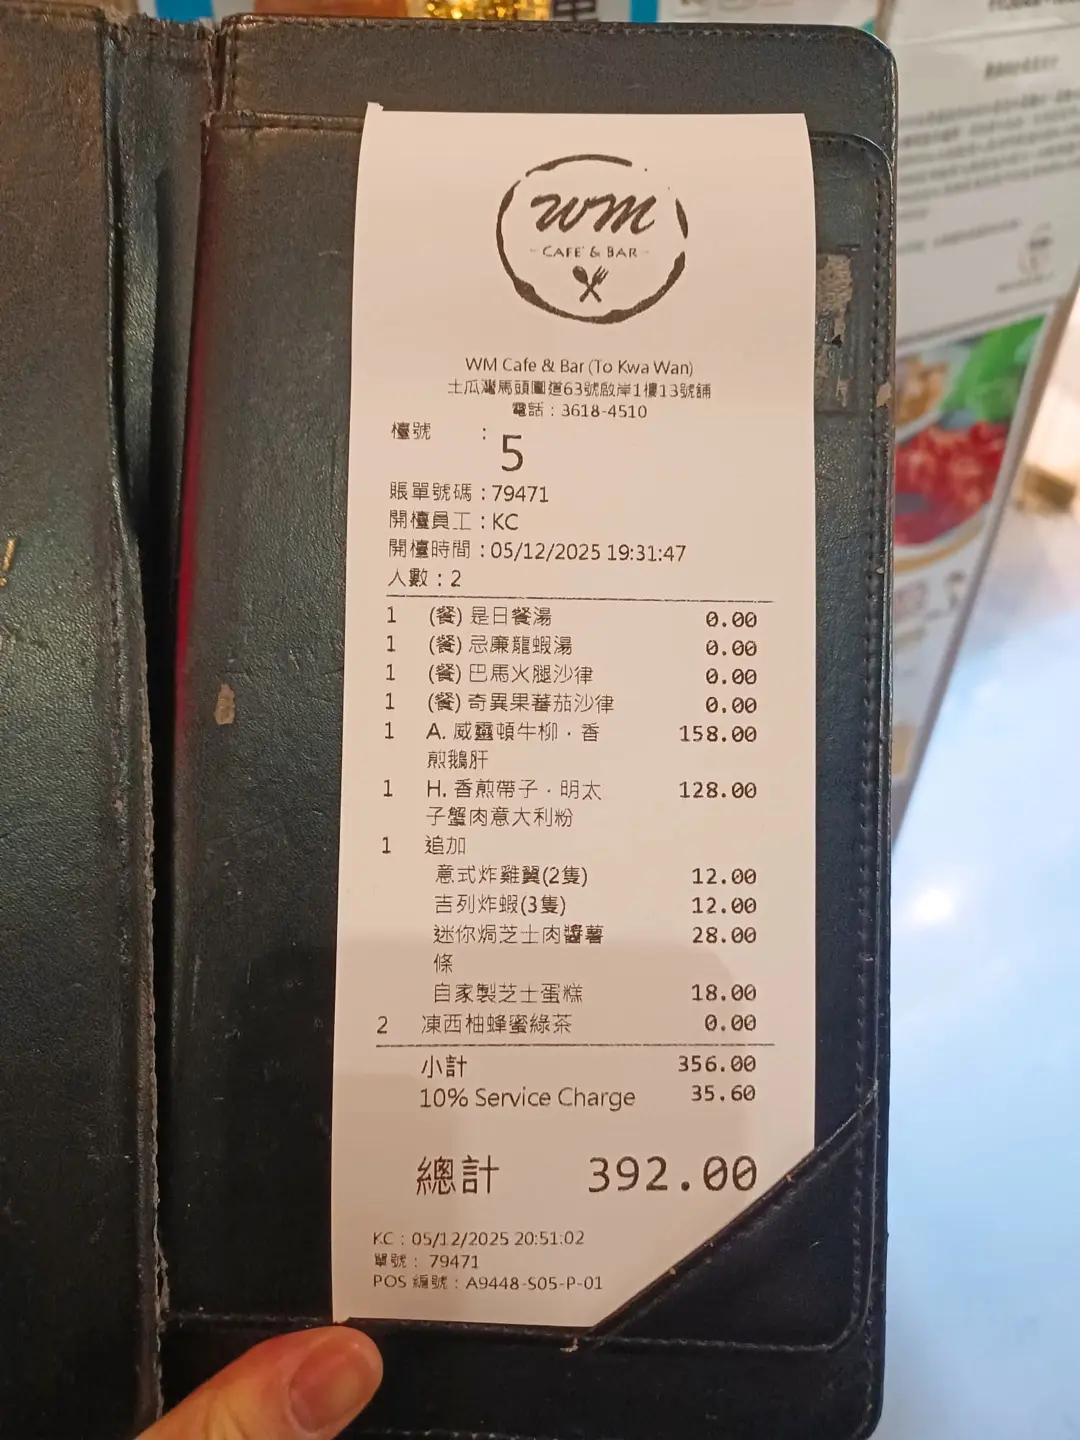 wm
CAFE & BAR
WM Cafe & Bar (To Kwa Wan)
土瓜灣馬頭圍道63號啟岸1樓13號舖
電話：3618-4510
檯號 :
5
賬單號碼：79471
開檯員工：KC
開檯時間：05/12/2025 19:31:47
人數：2
1 (餐) 是日餐湯 0.00
1 (餐) 忌廉龍蝦湯 0.00
1 (餐) 巴馬火腿沙律 0.00
1 (餐) 奇異果蕃茄沙律 0.00
1 A. 威靈頓牛柳．香 158.00
煎鵝肝
1 H. 香煎帶子．明太 128.00
子蟹肉意大利粉
1 追加
意式炸雞翼(2隻) 12.00
吉列炸蝦(3隻) 12.00
迷你焗芝士肉醬薯 28.00
條
自家製芝士蛋糕 18.00
2 凍西柚蜂蜜綠茶 0.00
小計 356.00
10% Service Charge 35.60
總計 392.00
KC：05/12/2025 20:51:02
單號：79471
POS 編號：A9448-S05-P-01